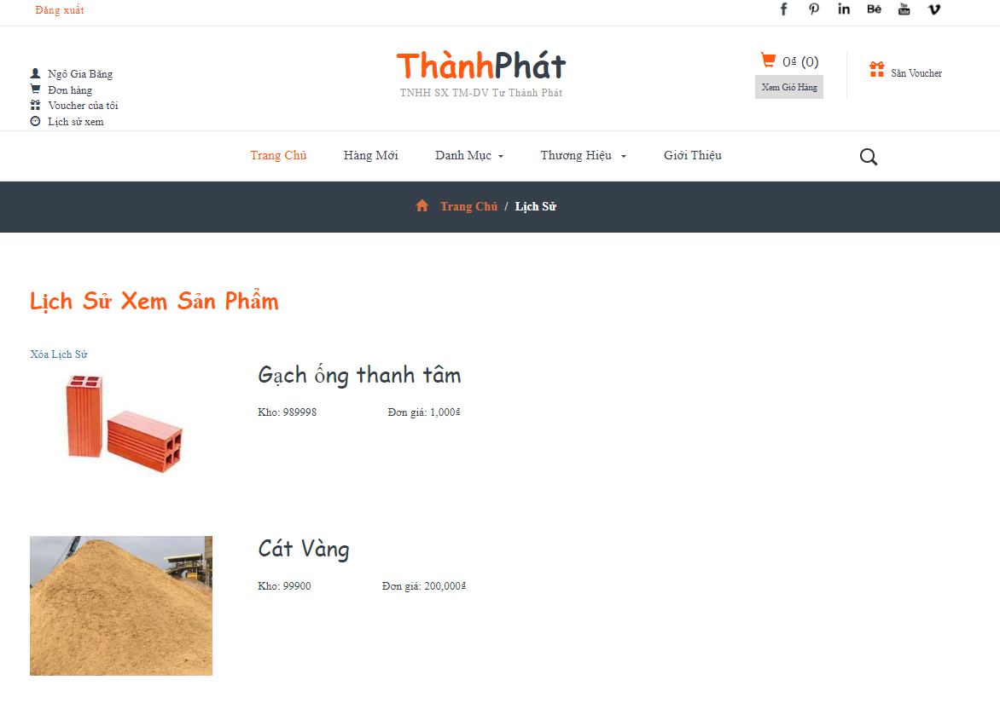 Đăng xuất
Ngô Gia Băng
Đơn hàng
Voucher của tôi
Lịch sử xem
ThànhPhát
TNHH SX TM-DV Tư Thành Phát
0₫ (0)
Xem Giỏ Hàng
Săn Voucher
Trang Chủ Hàng Mới Danh Mục Thương Hiệu Giới Thiệu
Trang Chủ / Lịch Sử
Lịch Sử Xem Sản Phẩm
Xóa Lịch Sử
Gạch ống thanh tâm
Kho: 989998 Đơn giá: 1,000₫
Cát Vàng
Kho: 99900 Đơn giá: 200,000₫